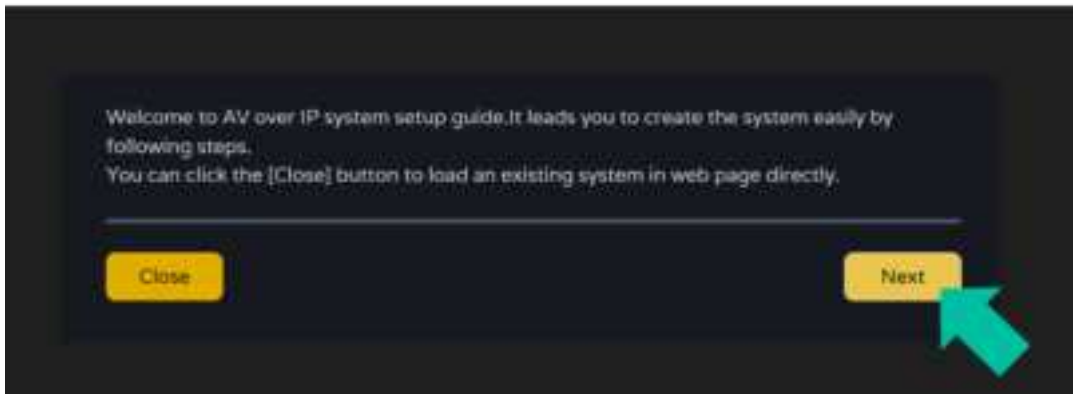 Welcome to AV over IP system setup guide.It leads you to create the system easily by
following steps.
You can click the [Close] button to load an existing system in web page directly.
Close
Next